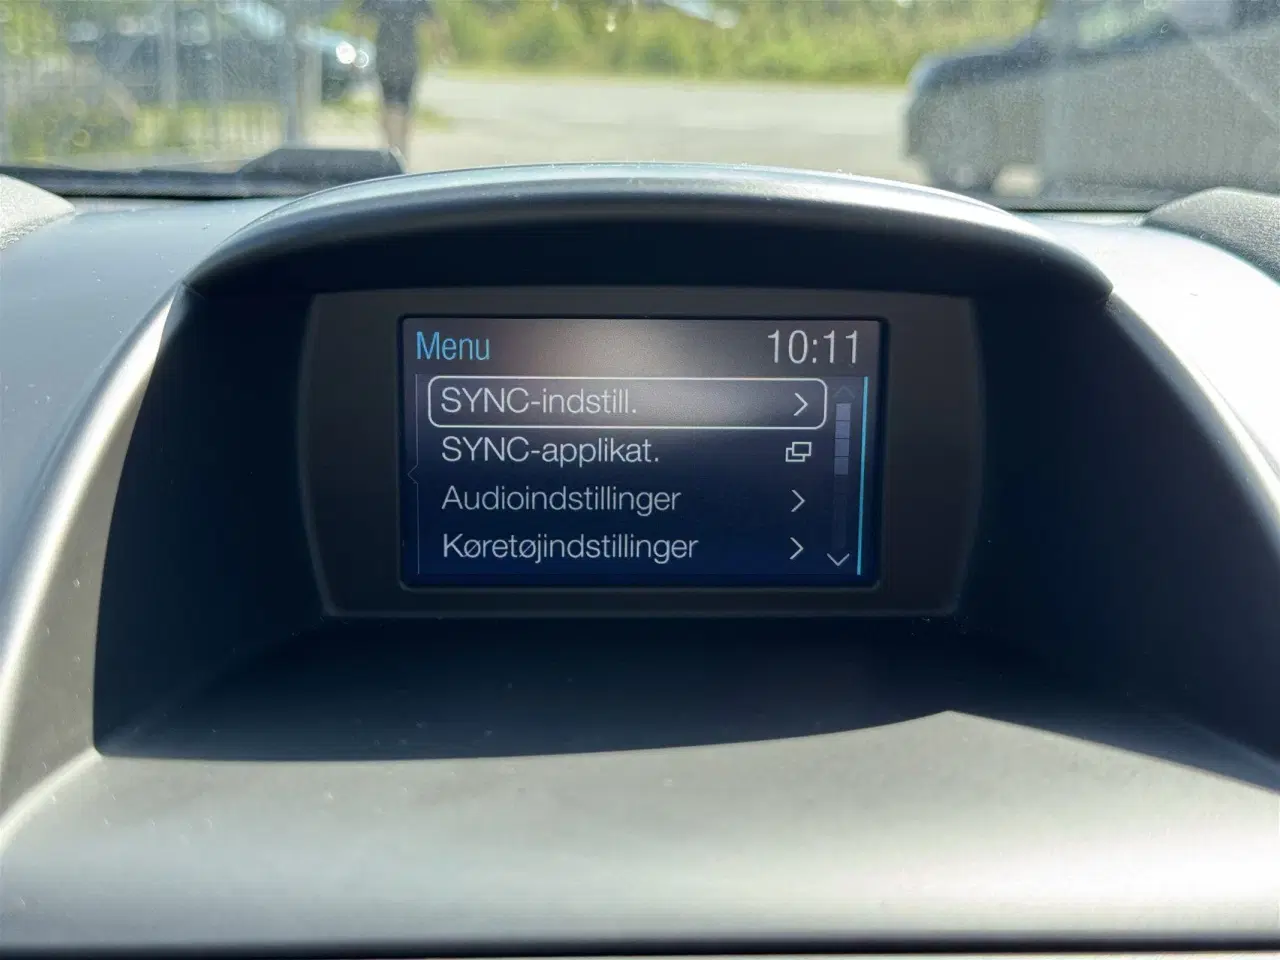 Menu 10:11
SYNC-indstill.
SYNC-applikat.
Audioindstillinger
Køretøjindstillinger